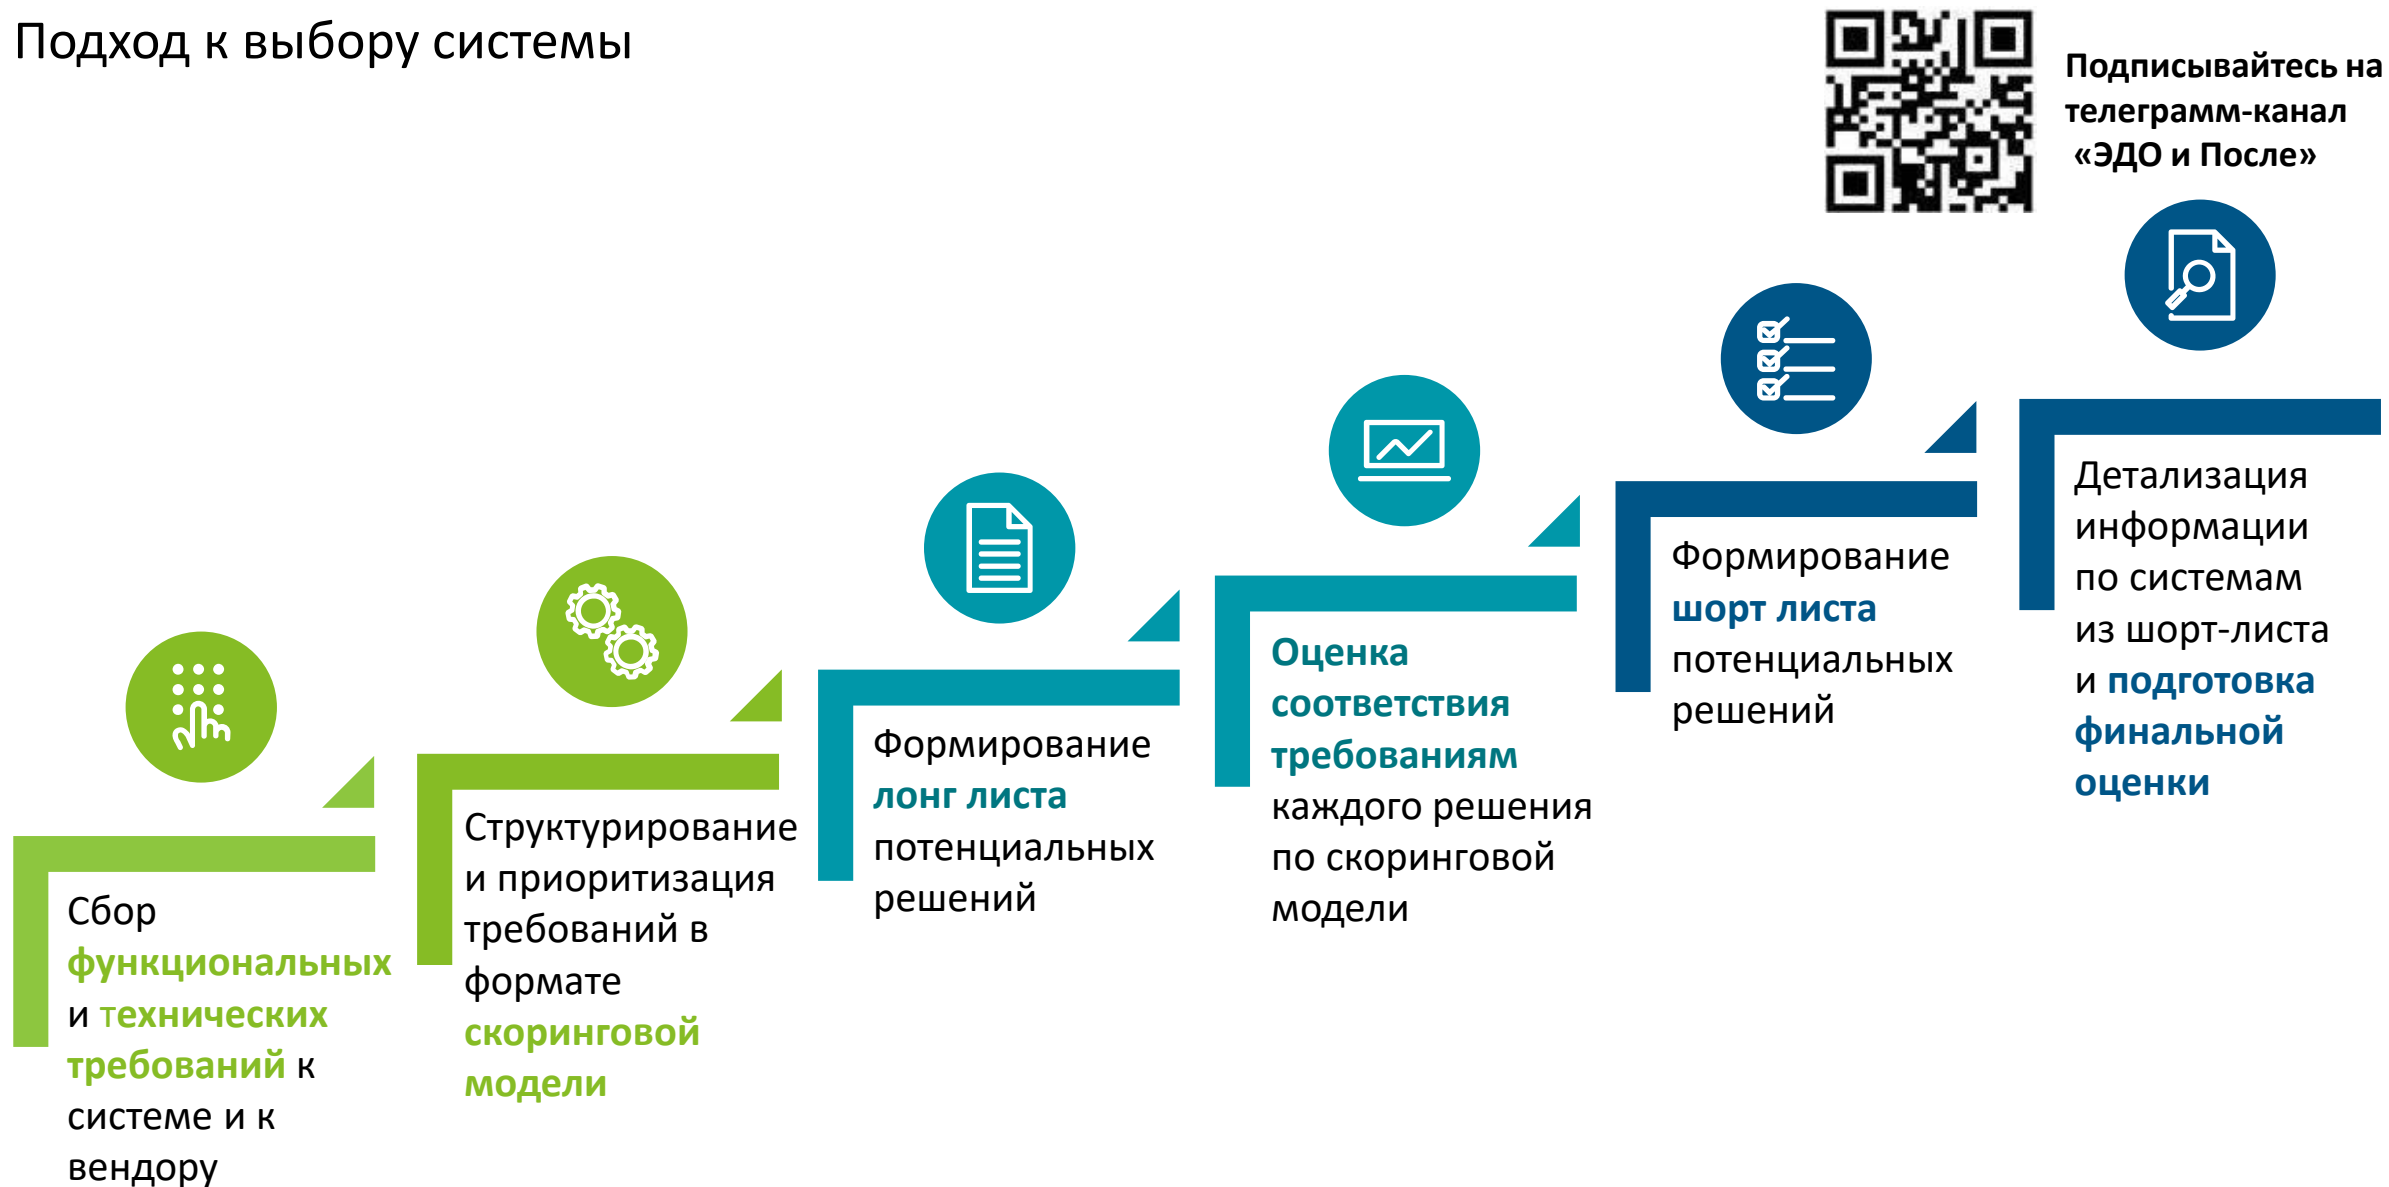 Подход к выбору системы
Подписывайтесь на
телеграмм-канал
«ЭДО и После»
Сбор
функциональных
и технических
требований к
системе и к
вендору
Структурирование
и приоритизация
требований в
формате
скоринговой
модели
Формирование
лонг листа
потенциальных
решений
Оценка
соответствия
требованиям
каждого решения
по скоринговой
модели
Формирование
шорт листа
потенциальных
решений
Детализация
информации
по системам
из шорт-листа
и подготовка
финальной
оценки